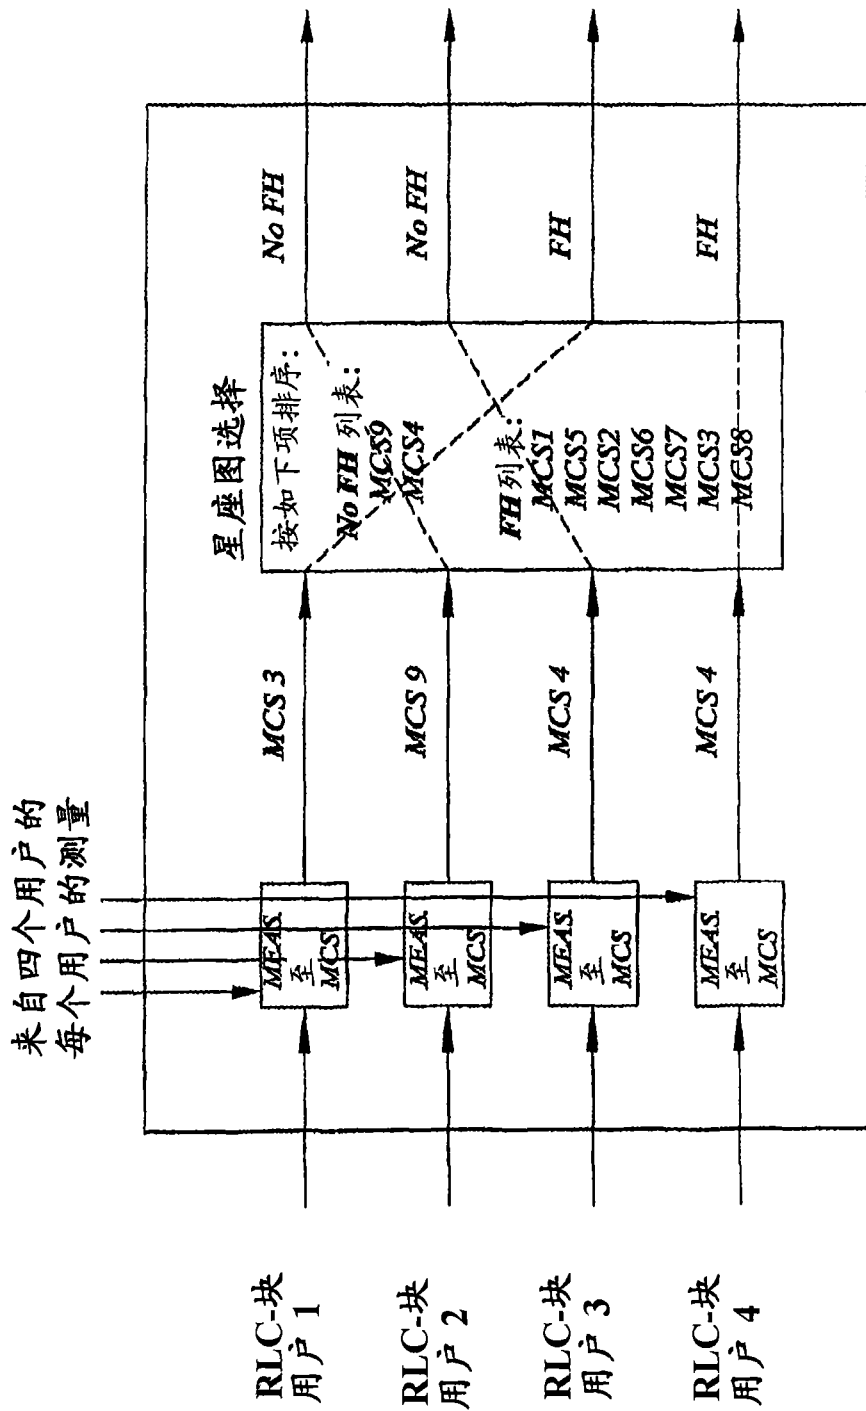 来自四个用户的
每个用户的测量
RLC-块
用户 1
RLC-块
用户 2
RLC-块
用户 3
RLC-块
用户 4
MEAS.
至
MCS
MEAS.
至
MCS
MEAS.
至
MCS
MEAS.
至
MCS
MCS 3
MCS 9
MCS 4
MCS 4
星座图选择
按如下项排序:
No FH 列表:
MCS9
MCS4
FH 列表:
MCS1
MCS5
MCS2
MCS6
MCS7
MCS3
MCS8
No FH
No FH
FH
FH